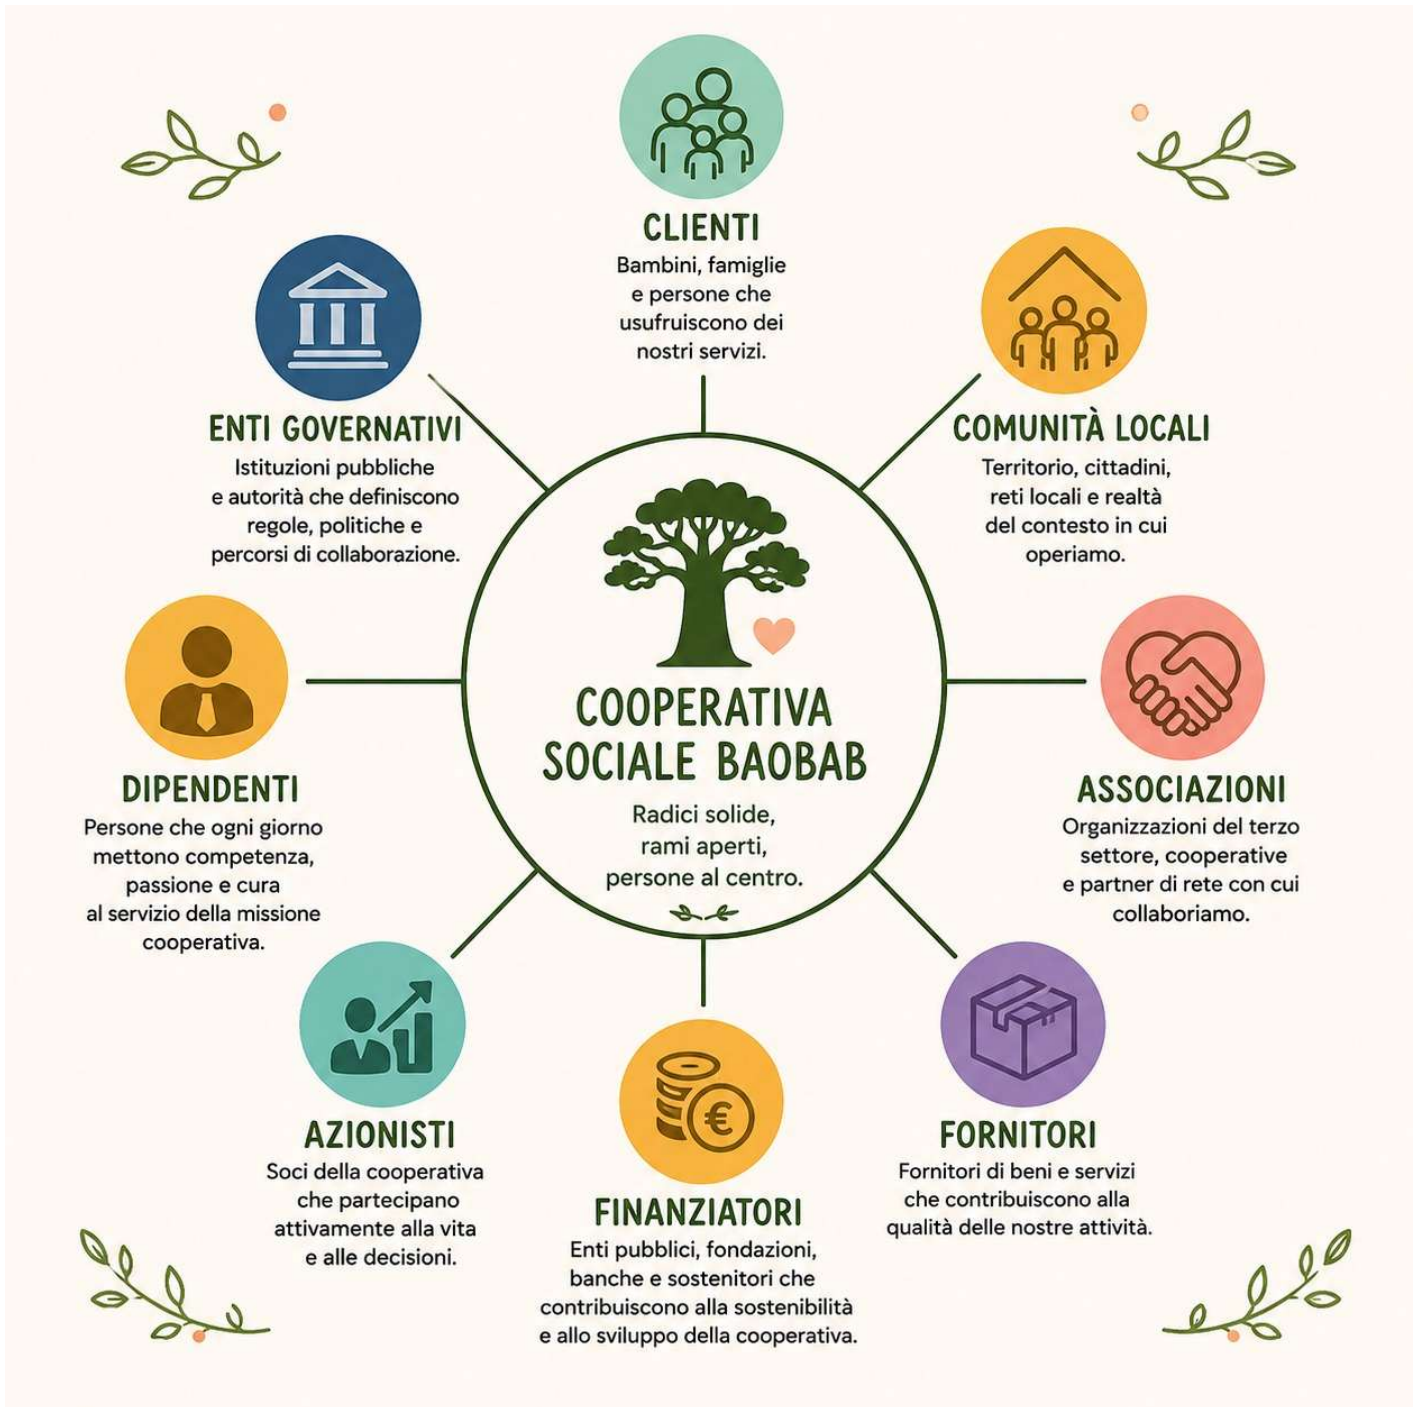 CLIENTI
Bambini, famiglie
e persone che
usufruiscono dei
nostri servizi.
ENTI GOVERNATIVI
Istituzioni pubbliche
e autorità che definiscono
regole, politiche e
percorsi di collaborazione.
COMUNITÀ LOCALI
Territorio, cittadini,
reti locali e realtà
del contesto in cui
operiamo.
COOPERATIVA
SOCIALE BAOBAB
Radici solide,
rami aperti,
persone al centro.
DIPENDENTI
Persone che ogni giorno
mettono competenza,
passione e cura
al servizio della missione
cooperativa.
ASSOCIAZIONI
Organizzazioni del terzo
settore, cooperative
e partner di rete con cui
collaboriamo.
AZIONISTI
Soci della cooperativa
che partecipano
attivamente alla vita
e alle decisioni.
€
FINANZIATORI
Enti pubblici, fondazioni,
banche e sostenitori che
contribuiscono alla sostenibilità
e allo sviluppo della cooperativa.
FORNITORI
Fornitori di beni e servizi
che contribuiscono alla
qualità delle nostre attività.